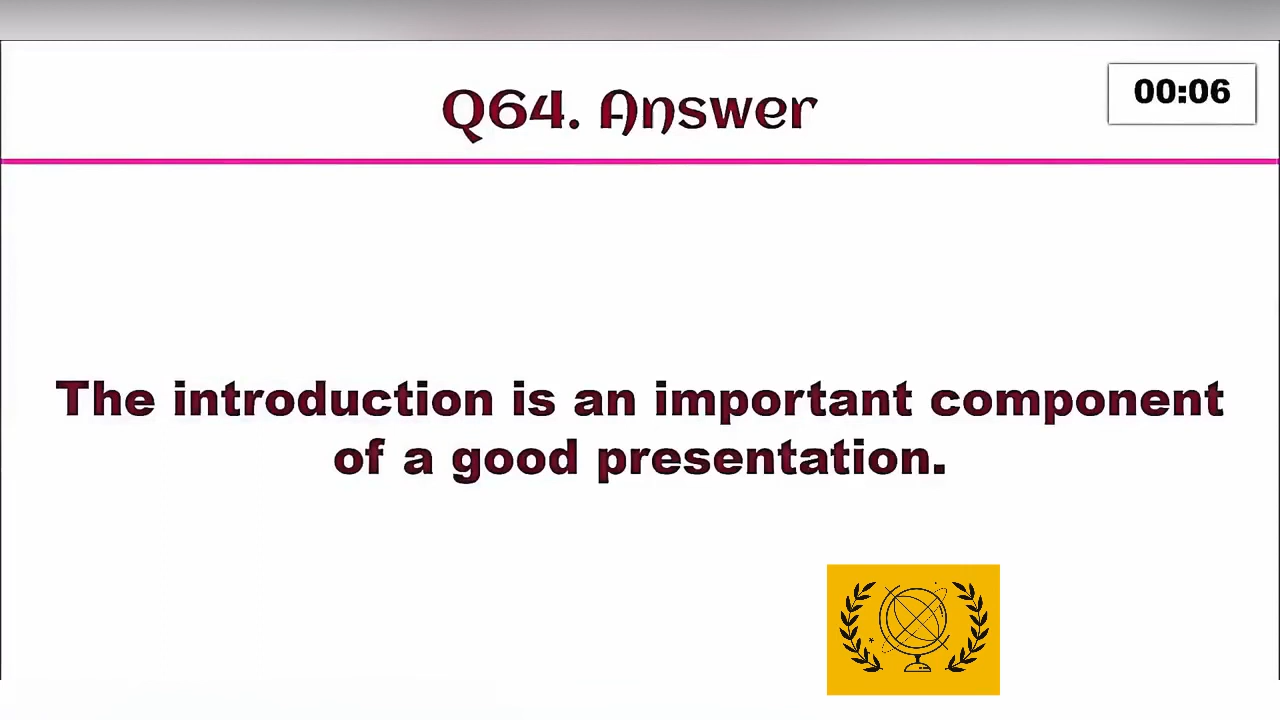 Q64. Answer
00:06
The introduction is an important component
of a good presentation.